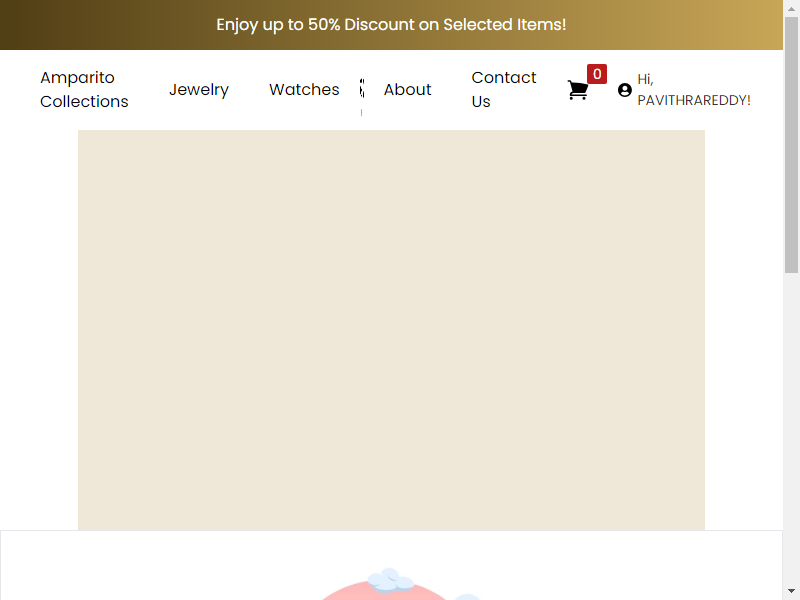 Enjoy up to 50% Discount on Selected Items!
Amparito
Collections
Jewelry
Watches
About
Contact
Us
0
Hi,
PAVITHRAREDDY!